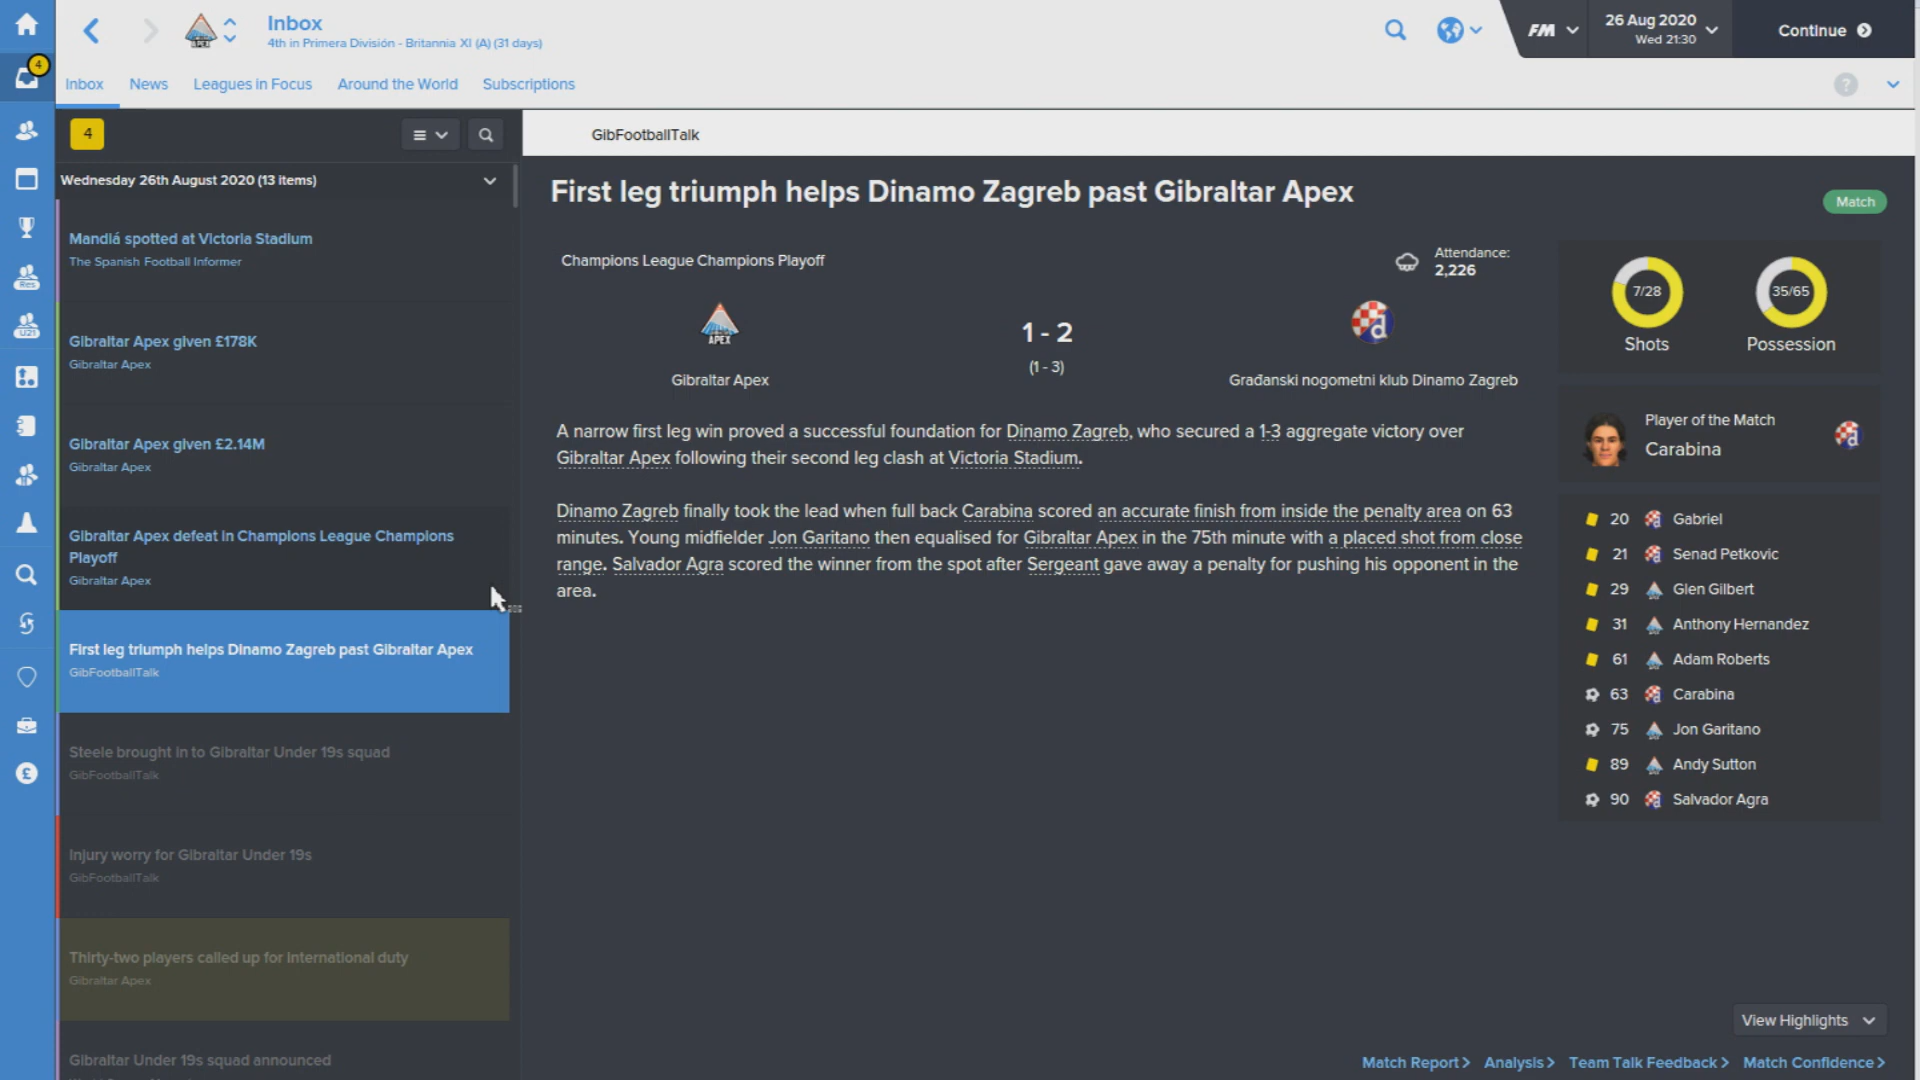 Inbox
4th in Primera División - Britannia XI (A) (31 days)
FM
26 Aug 2020
Wed 21:30
Continue
4
Inbox
News
Leagues in Focus
Around the World
Subscriptions
?
4
Wednesday 26th August 2020 (13 items)
Mandiá spotted at Victoria Stadium
The Spanish Football Informer
Gibraltar Apex given £178K
Gibraltar Apex
Gibraltar Apex given £2.14M
Gibraltar Apex
Gibraltar Apex defeat in Champions League Champions
Playoff
Gibraltar Apex
First leg triumph helps Dinamo Zagreb past Gibraltar Apex
GibFootballTalk
Steele brought in to Gibraltar Under 19s squad
GibFootballTalk
Injury worry for Gibraltar Under 19s
GibFootballTalk
Thirty-two players called up for international duty
Gibraltar Apex
Gibraltar Under 19s squad announced
Res
U21
£
GibFootballTalk
First leg triumph helps Dinamo Zagreb past Gibraltar Apex
Match
Champions League Champions Playoff
Attendance:
2,226
APEX
1 - 2
(1 - 3)
Gibraltar Apex
Građanski nogometni klub Dinamo Zagreb
A narrow first leg win proved a successful foundation for Dinamo Zagreb, who secured a 1-3 aggregate victory over
Gibraltar Apex following their second leg clash at Victoria Stadium.
Dinamo Zagreb finally took the lead when full back Carabina scored an accurate finish from inside the penalty area on 63
minutes. Young midfielder Jon Garitano then equalised for Gibraltar Apex in the 75th minute with a placed shot from close
range. Salvador Agra scored the winner from the spot after Sergeant gave away a penalty for pushing his opponent in the
area.
7/28
35/65
Shots
Possession
Player of the Match
Carabina
20 Gabriel
21 Senad Petkovic
29 Glen Gilbert
31 Anthony Hernandez
61 Adam Roberts
63 Carabina
75 Jon Garitano
89 Andy Sutton
90 Salvador Agra
View Highlights
Match Report
Analysis
Team Talk Feedback
Match Confidence